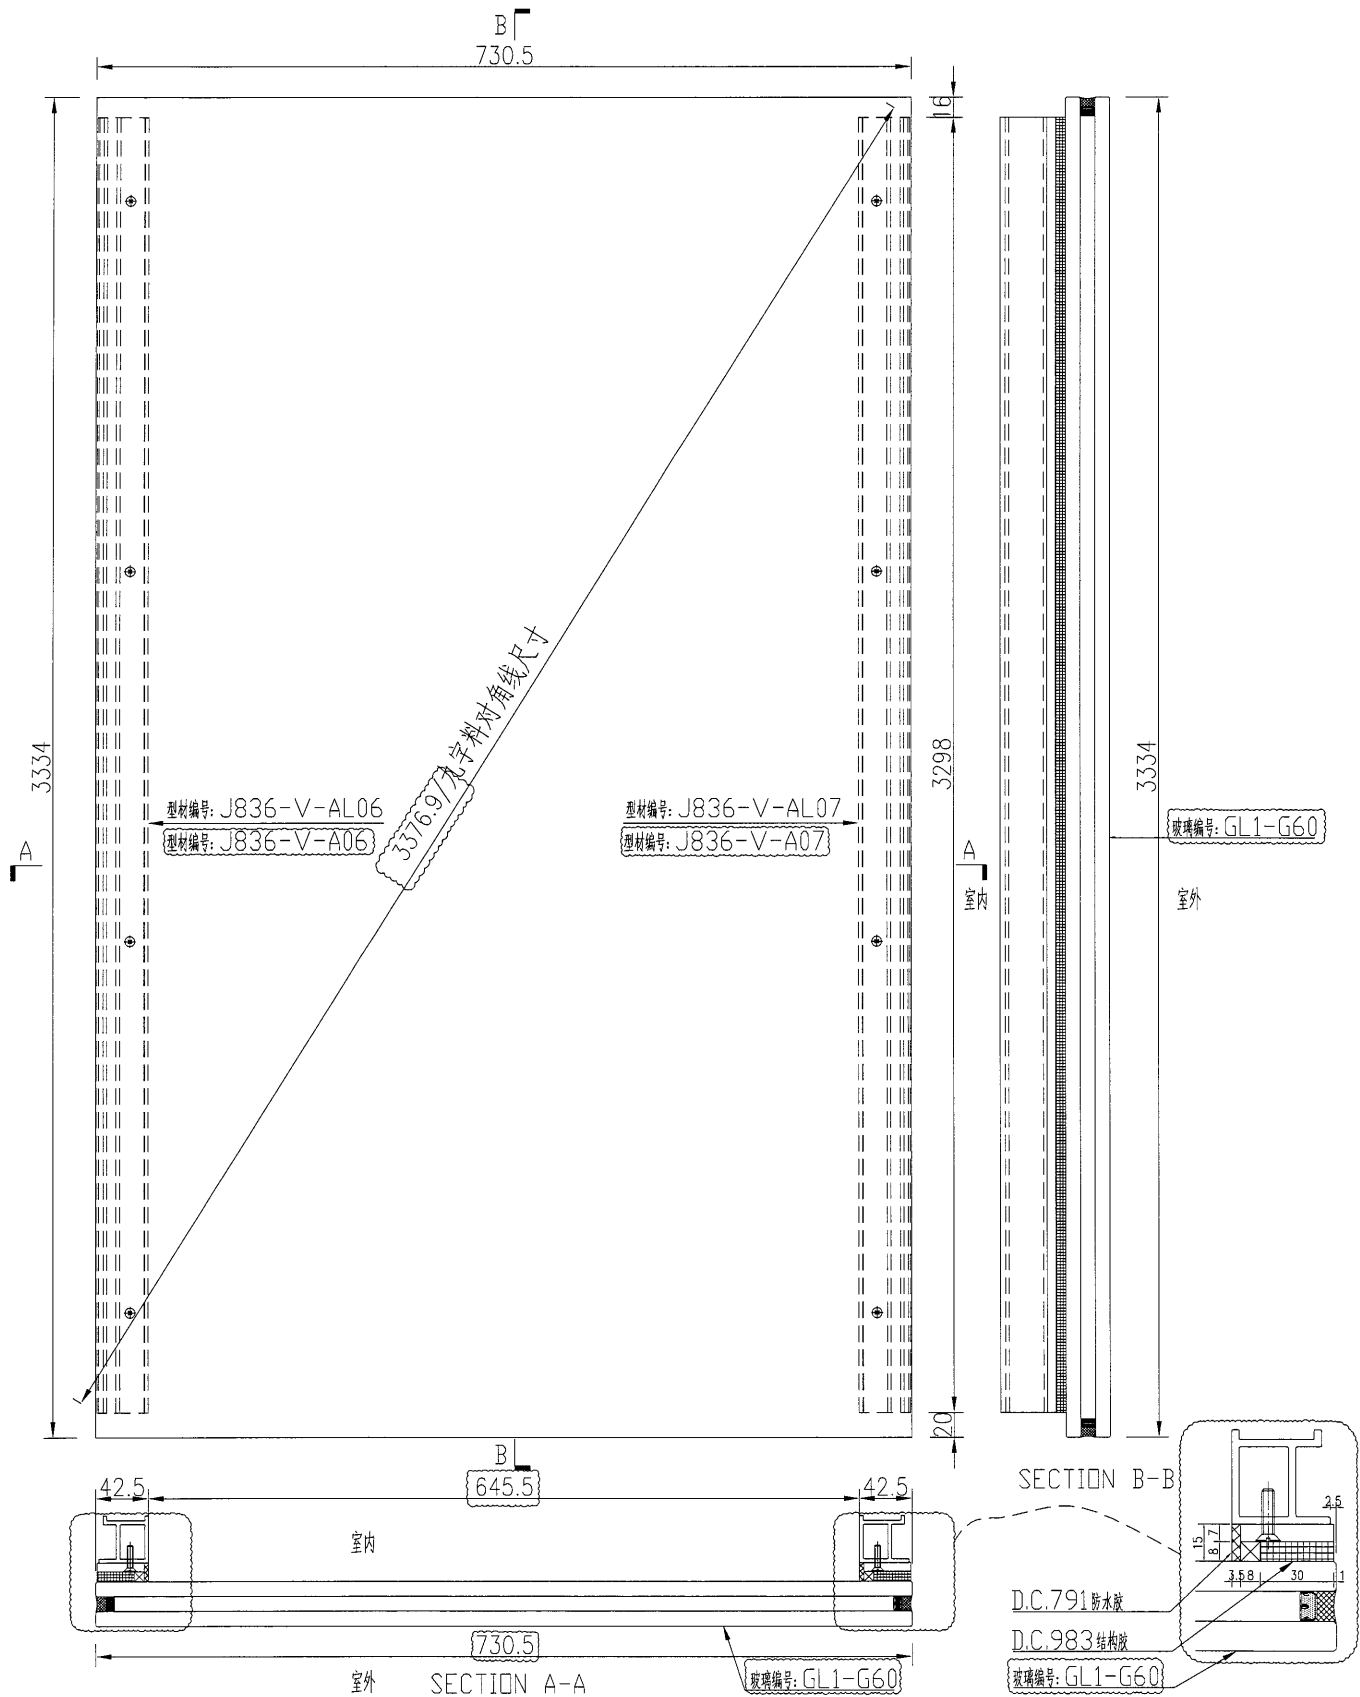 B
730.5
16
3376.9/九字料对角线尺寸
3334
3298
3334
型材编号: J836-V-AL06
型材编号: J836-V-A06
型材编号: J836-V-AL07
型材编号: J836-V-A07
玻璃编号: GL1-G60
A
A
室内
室外
20
B
SECTION B-B
42.5
645.5
42.5
室内
2.5
15
8
7
3.5
8
30
1
D.C.791防水胶
D.C.983结构胶
玻璃编号: GL1-G60
730.5
玻璃编号: GL1-G60
室外
SECTION A-A